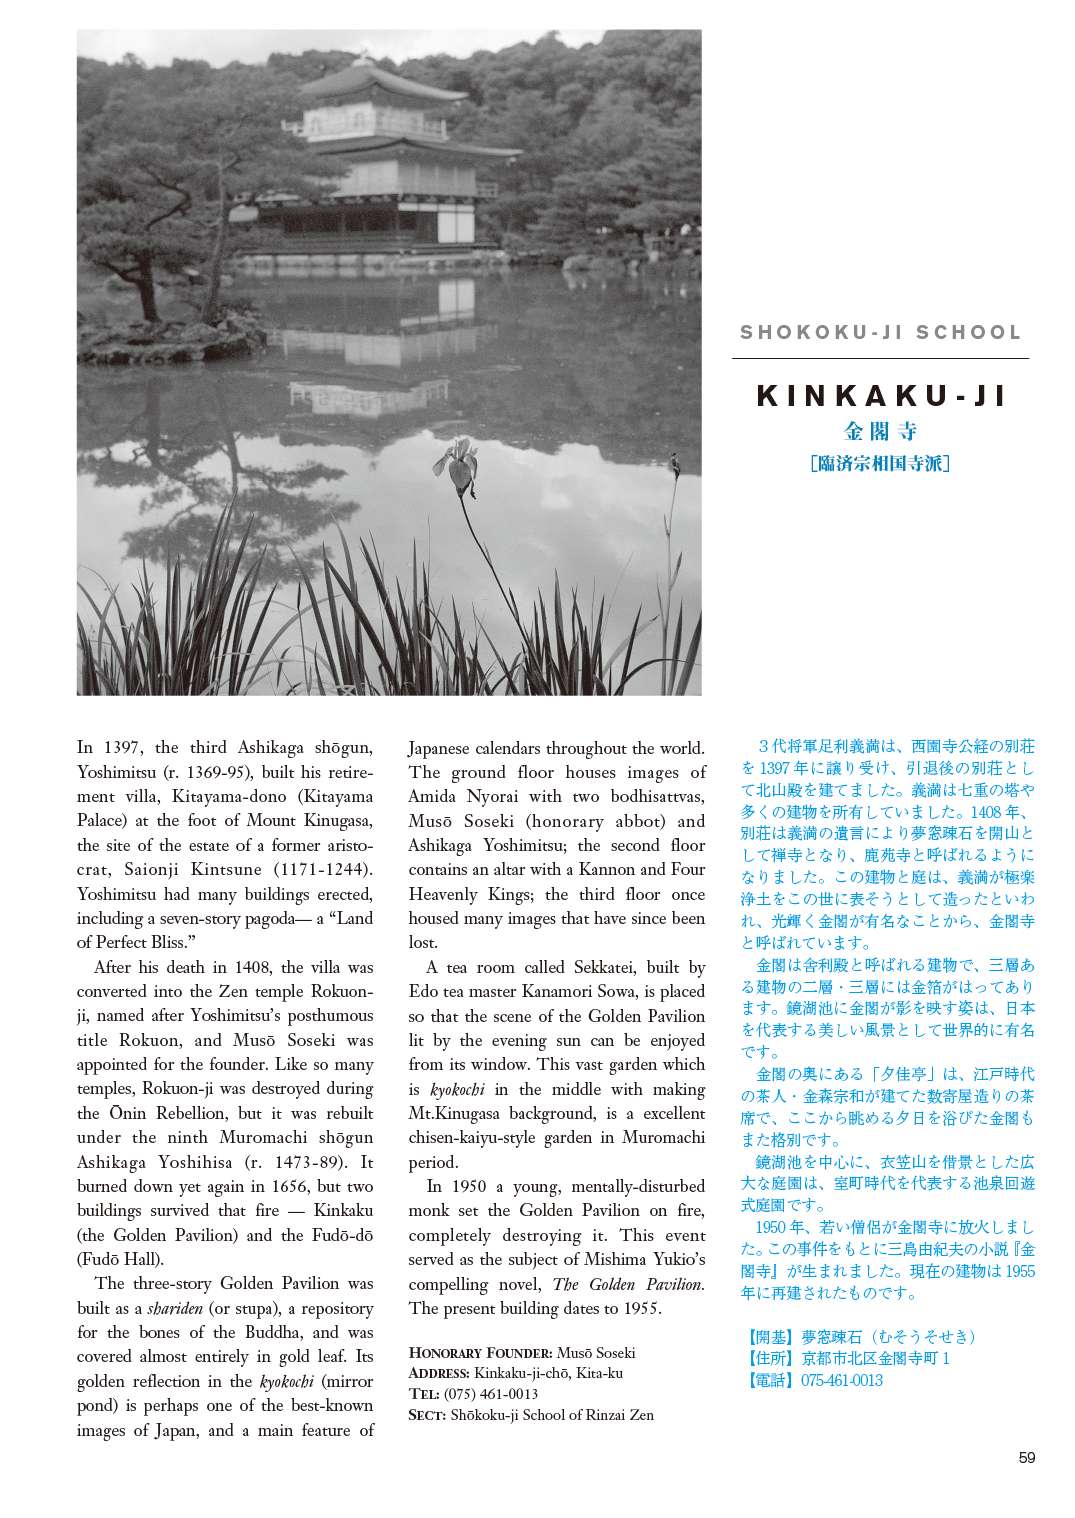 SHOKOKU-JI SCHOOL
KINKAKU-JI
金閣寺
［臨済宗相国寺派］
In 1397, the third Ashikaga shōgun,
Yoshimitsu (r. 1369-95), built his retire-
ment villa, Kitayama-dono (Kitayama
Palace) at the foot of Mount Kinugasa,
the site of the estate of a former aristo-
crat, Saionji Kintsune (1171-1244).
Yoshimitsu had many buildings erected,
including a seven-story pagoda— a “Land
of Perfect Bliss.”
After his death in 1408, the villa was
converted into the Zen temple Rokuon-
ji, named after Yoshimitsu’s posthumous
title Rokuon, and Musō Soseki was
appointed for the founder. Like so many
temples, Rokuon-ji was destroyed during
the Ōnin Rebellion, but it was rebuilt
under the ninth Muromachi shōgun
Ashikaga Yoshihisa (r. 1473-89). It
burned down yet again in 1656, but two
buildings survived that fire — Kinkaku
(the Golden Pavilion) and the Fudō-dō
(Fudō Hall).
The three-story Golden Pavilion was
built as a shariden (or stupa), a repository
for the bones of the Buddha, and was
covered almost entirely in gold leaf. Its
golden reflection in the kyokochi (mirror
pond) is perhaps one of the best-known
images of Japan, and a main feature of
Japanese calendars throughout the world.
The ground floor houses images of
Amida Nyorai with two bodhisattvas,
Musō Soseki (honorary abbot) and
Ashikaga Yoshimitsu; the second floor
contains an altar with a Kannon and Four
Heavenly Kings; the third floor once
housed many images that have since been
lost.
A tea room called Sekkatei, built by
Edo tea master Kanamori Sowa, is placed
so that the scene of the Golden Pavilion
lit by the evening sun can be enjoyed
from its window. This vast garden which
is kyokochi in the middle with making
Mt.Kinugasa background, is a excellent
chisen-kaiyu-style garden in Muromachi
period.
In 1950 a young, mentally-disturbed
monk set the Golden Pavilion on fire,
completely destroying it. This event
served as the subject of Mishima Yukio’s
compelling novel, The Golden Pavilion.
The present building dates to 1955.
HONORARY FOUNDER: Musō Soseki
ADDRESS: Kinkaku-ji-chō, Kita-ku
TEL: (075) 461-0013
SECT: Shōkoku-ji School of Rinzai Zen
３代将軍足利義満は、西園寺公経の別荘
を1397年に譲り受け、引退後の別荘とし
て北山殿を建てました。義満は七重の塔や
多くの建物を所有していました。1408年、
別荘は義満の遺言により夢窓疎石を開山と
して禅寺となり、鹿苑寺と呼ばれるように
なりました。この建物と庭は、義満が極楽
浄土をこの世に表そうとして造ったといわ
れ、光輝く金閣が有名なことから、金閣寺
と呼ばれています。
金閣は舎利殿と呼ばれる建物で、三層あ
る建物の二層・三層には金箔がはってあり
ます。鏡湖池に金閣が影を映す姿は、日本
を代表する美しい風景として世界的に有名
です。
金閣の奥にある「夕佳亭」は、江戸時代
の茶人・金森宗和が建てた数寄屋造りの茶
席で、ここから眺める夕日を浴びた金閣も
また格別です。
鏡湖池を中心に、衣笠山を借景とした広
大な庭園は、室町時代を代表する池泉回遊
式庭園です。
1950年、若い僧侶が金閣寺に放火しまし
た。この事件をもとに三島由紀夫の小説『金
閣寺』が生まれました。現在の建物は1955
年に再建されたものです。
【開基】夢窓疎石（むそうそせき）
【住所】京都市北区金閣寺町1
【電話】075-461-0013
59